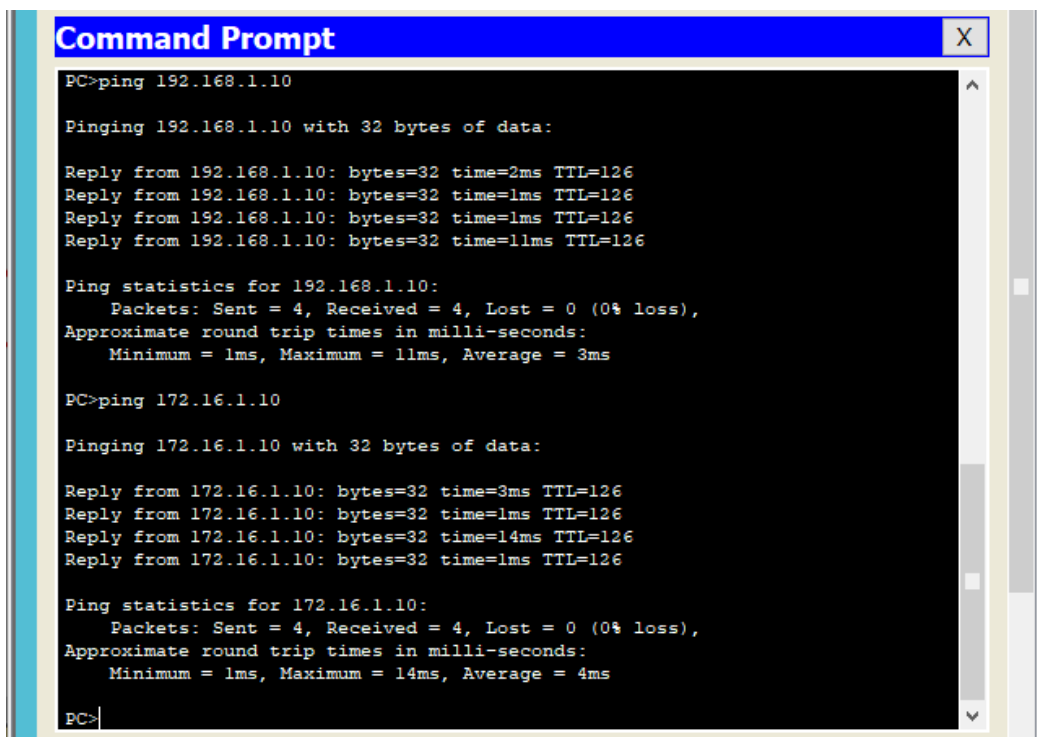 Command Prompt
X
PC>ping 192.168.1.10
Pinging 192.168.1.10 with 32 bytes of data:
Reply from 192.168.1.10: bytes=32 time=2ms TTL=126
Reply from 192.168.1.10: bytes=32 time=1ms TTL=126
Reply from 192.168.1.10: bytes=32 time=1ms TTL=126
Reply from 192.168.1.10: bytes=32 time=11ms TTL=126
Ping statistics for 192.168.1.10:
    Packets: Sent = 4, Received = 4, Lost = 0 (0% loss),
Approximate round trip times in milli-seconds:
    Minimum = 1ms, Maximum = 11ms, Average = 3ms
PC>ping 172.16.1.10
Pinging 172.16.1.10 with 32 bytes of data:
Reply from 172.16.1.10: bytes=32 time=3ms TTL=126
Reply from 172.16.1.10: bytes=32 time=1ms TTL=126
Reply from 172.16.1.10: bytes=32 time=14ms TTL=126
Reply from 172.16.1.10: bytes=32 time=1ms TTL=126
Ping statistics for 172.16.1.10:
    Packets: Sent = 4, Received = 4, Lost = 0 (0% loss),
Approximate round trip times in milli-seconds:
    Minimum = 1ms, Maximum = 14ms, Average = 4ms
PC>